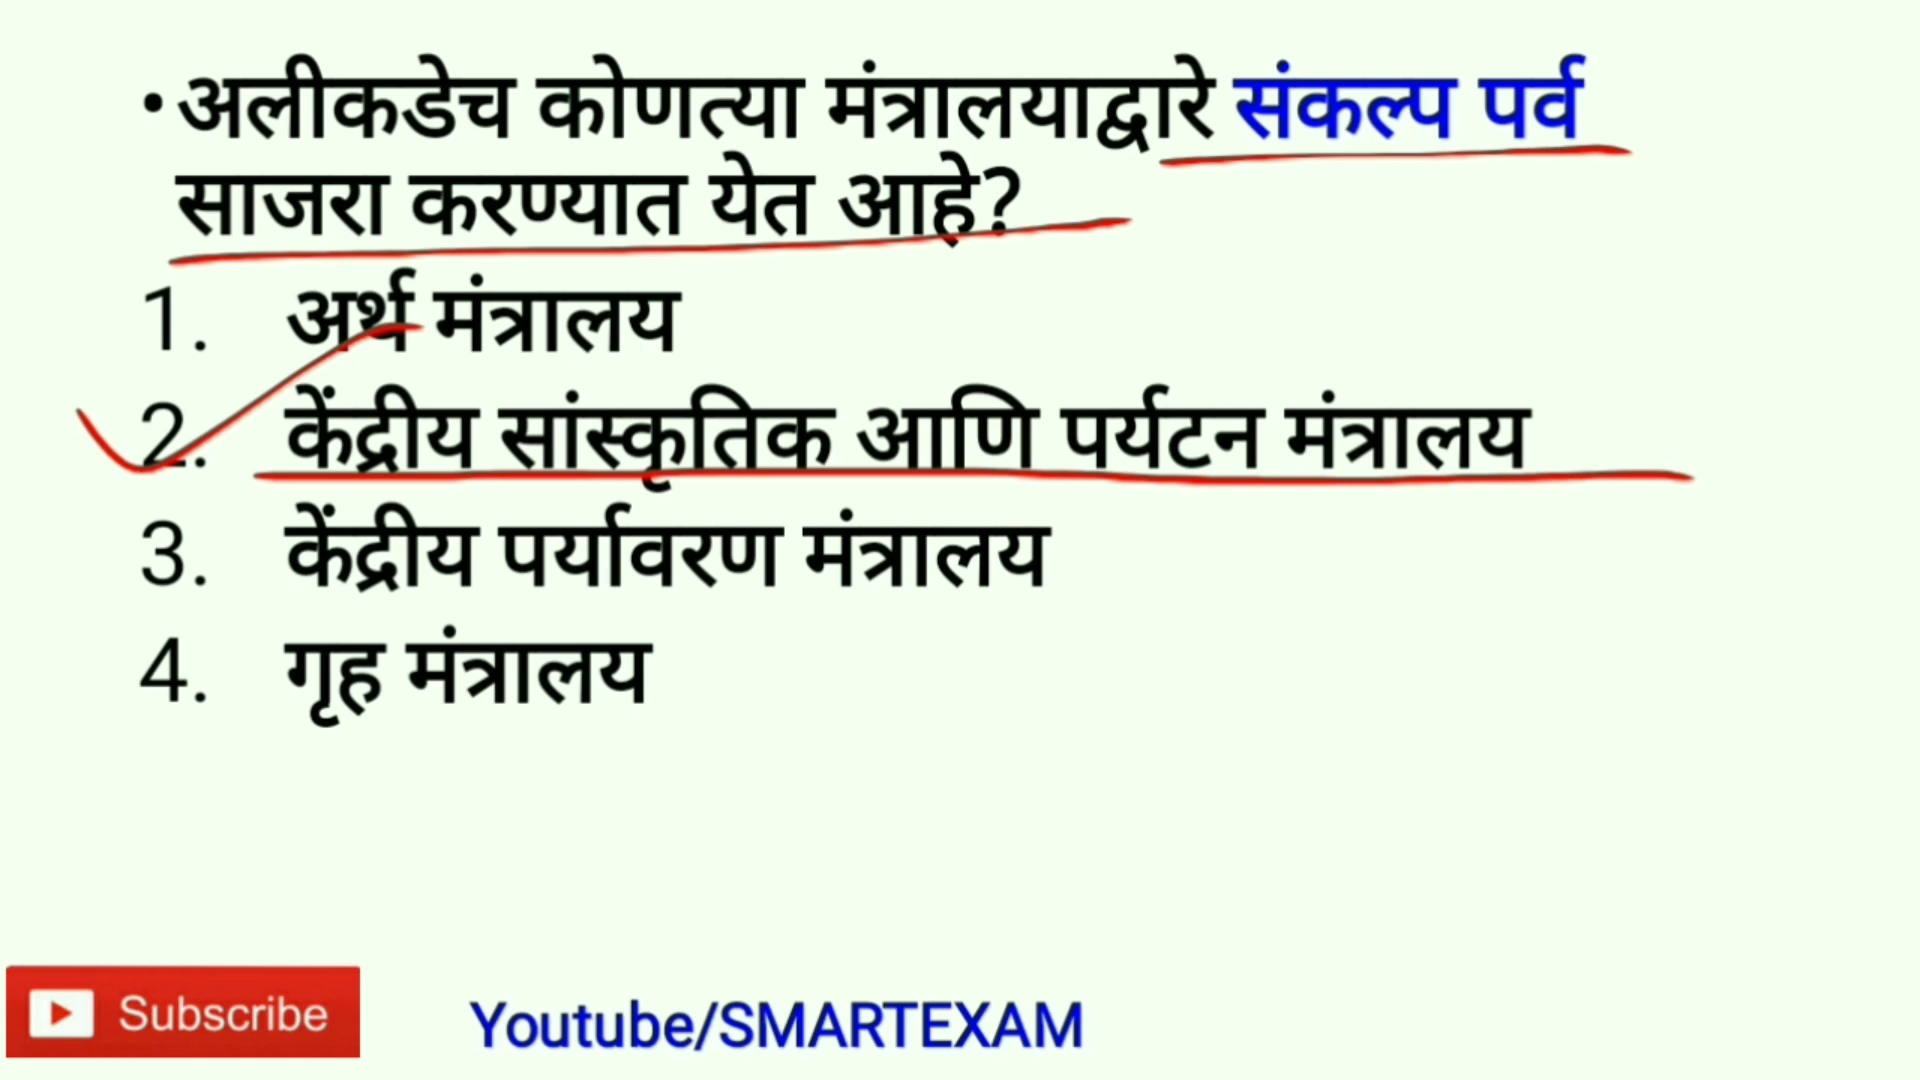 •अलीकडेच कोणत्या मंत्रालयाद्वारे संकल्प पर्व
साजरा करण्यात येत आहे?
1. अर्थ मंत्रालय
2. केंद्रीय सांस्कृतिक आणि पर्यटन मंत्रालय
3. केंद्रीय पर्यावरण मंत्रालय
4. गृह मंत्रालय
Subscribe
Youtube/SMARTEXAM